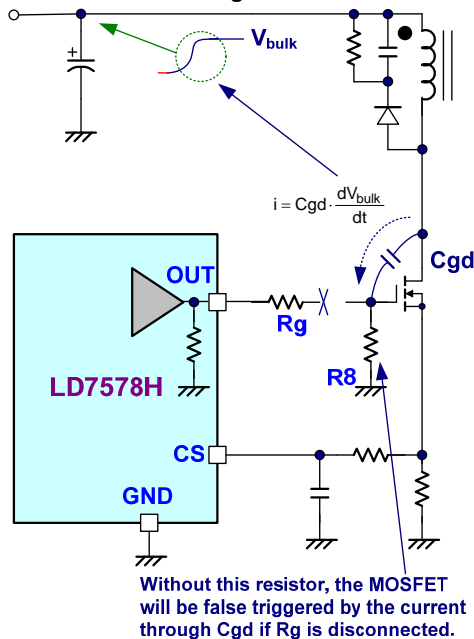 +
Vbulk
i = Cgd · dVbulk
dt
Cgd
OUT
Rg
R8
LD7578H
CS
GND
Without this resistor, the MOSFET
will be false triggered by the current
through Cgd if Rg is disconnected.